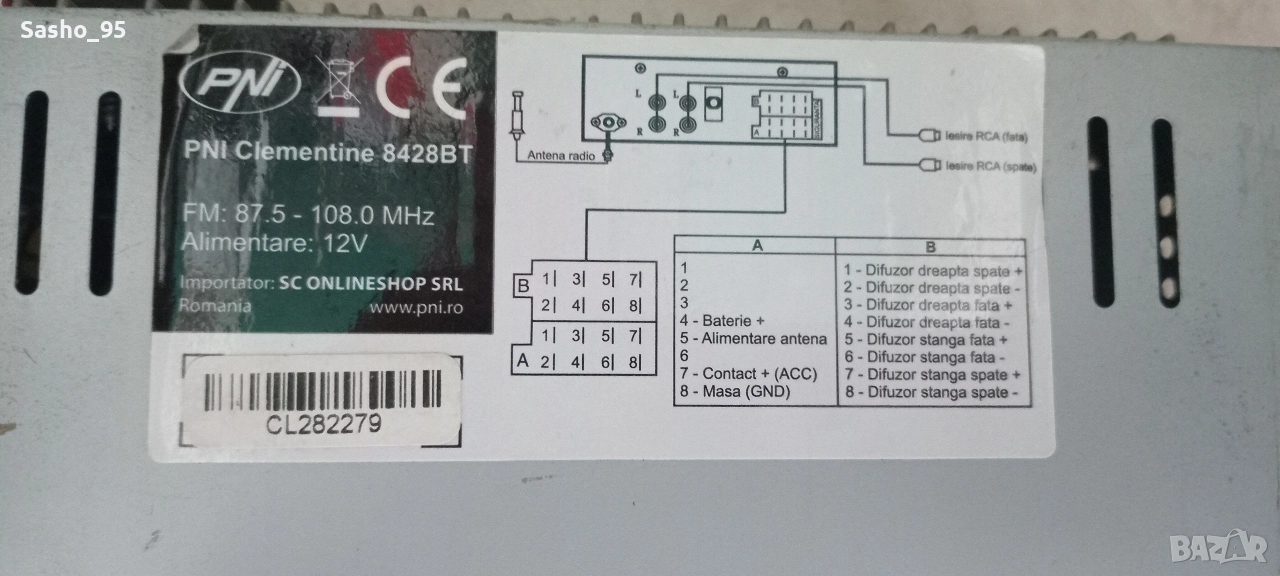 Sasho_95
PNI
CE
PNI Clementine 8428BT
FM: 87.5 - 108.0 MHz
Alimentare: 12V
Importator: SC ONLINESHOP SRL
Romania www.pni.ro
CL282279
Antena radio
L L
R R
A
Iesire RCA (fata)
Iesire RCA (spate)
B 1 3 5 7
2 4 6 8
1 3 5 7
A 2 4 6 8
A B
1
2
3
4 - Baterie +
5 - Alimentare antena
6
7 - Contact + (ACC)
8 - Masa (GND)
1 - Difuzor dreapta spate +
2 - Difuzor dreapta spate -
3 - Difuzor dreapta fata +
4 - Difuzor dreapta fata -
5 - Difuzor stanga fata +
6 - Difuzor stanga fata -
7 - Difuzor stanga spate +
8 - Difuzor stanga spate -
BAZAR